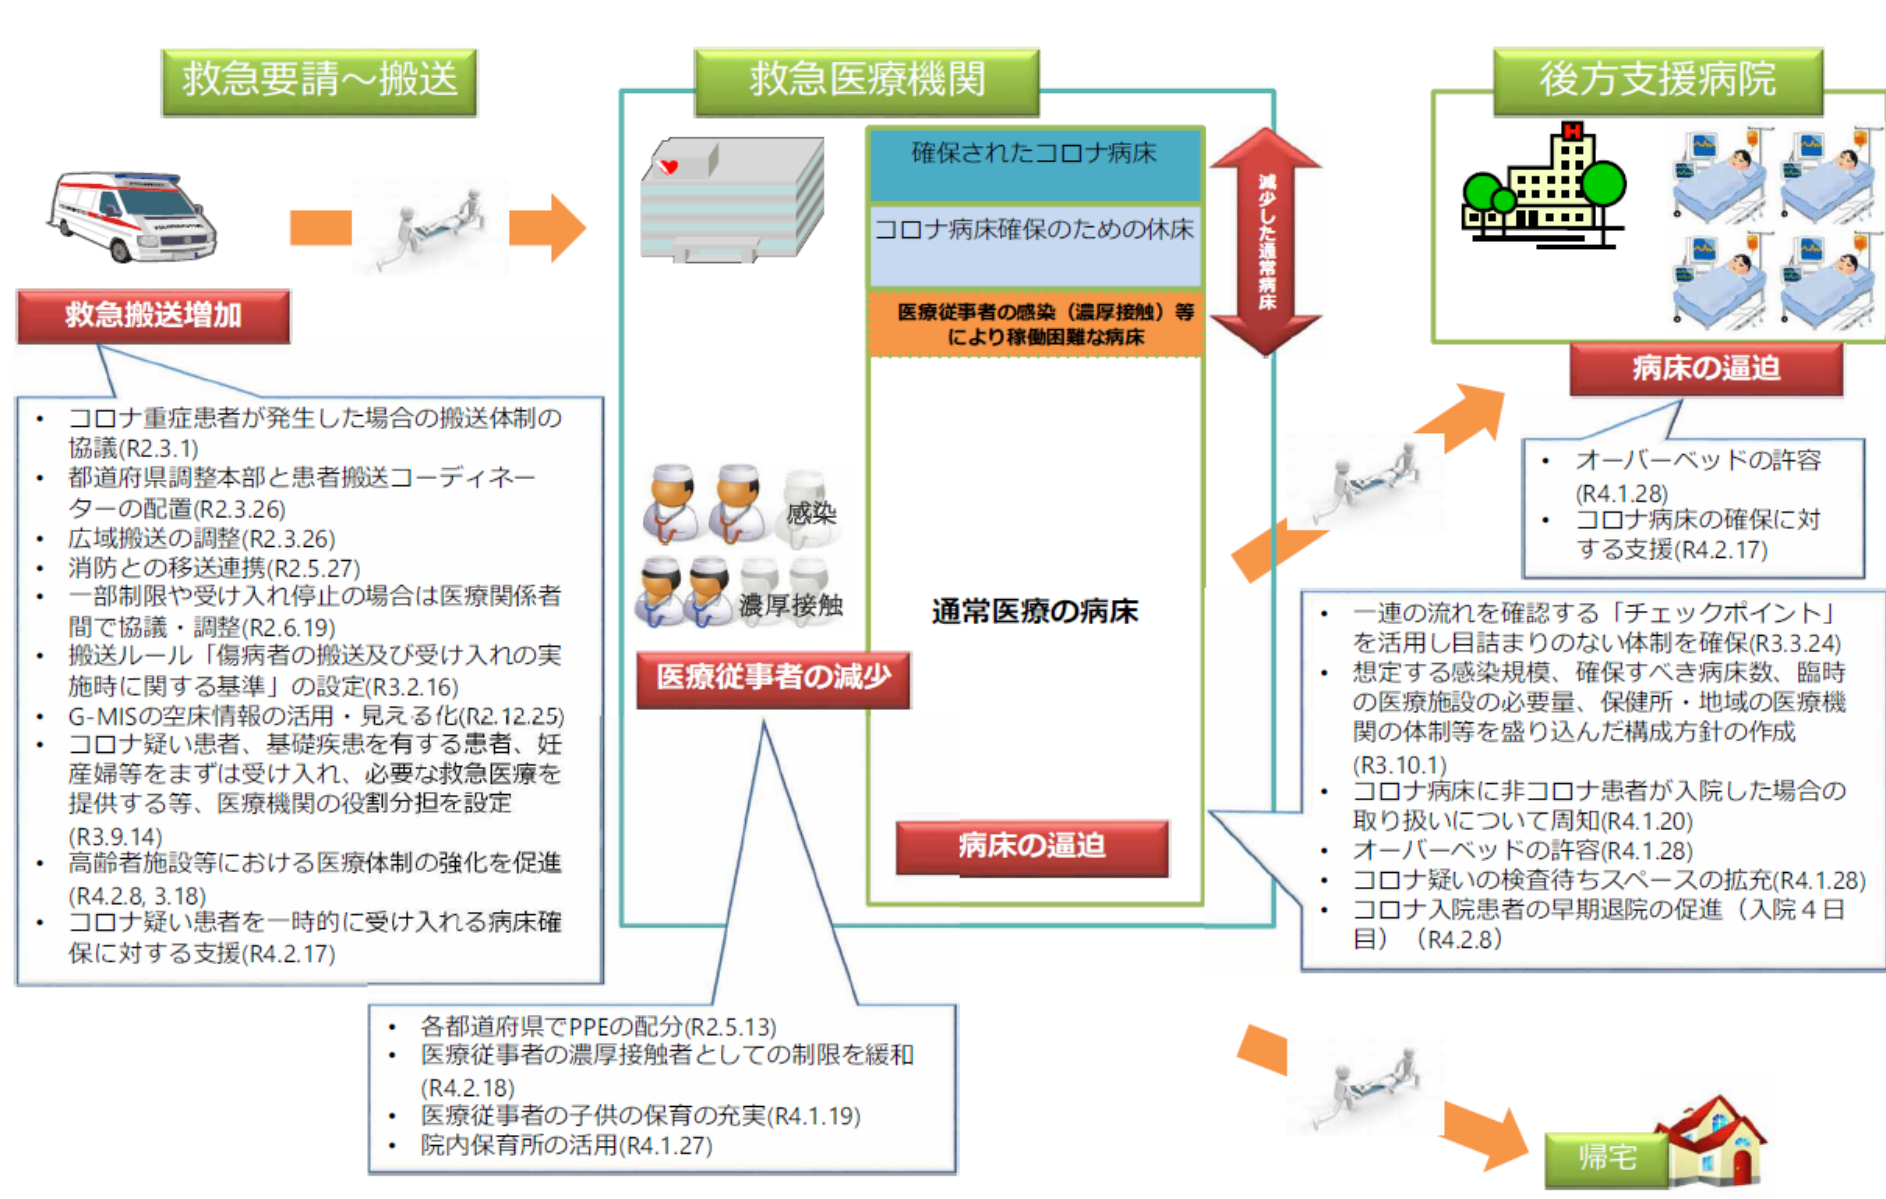 救急要請～搬送
救急搬送増加
• コロナ重症患者が発生した場合の搬送体制の
協議(R2.3.1)
• 都道府県調整本部と患者搬送コーディネー
ターの配置(R2.3.26)
• 広域搬送の調整(R2.3.26)
• 消防との移送連携(R2.5.27)
• 一部制限や受け入れ停止の場合は医療関係者
間で協議・調整(R2.6.19)
• 搬送ルール「傷病者の搬送及び受け入れの実
施時に関する基準」の設定(R3.2.16)
• G-MISの空床情報の活用・見える化(R2.12.25)
• コロナ疑い患者、基礎疾患を有する患者、妊
産婦等をまずは受け入れ、必要な救急医療を
提供する等、医療機関の役割分担を設定
(R3.9.14)
• 高齢者施設等における医療体制の強化を促進
(R4.2.8, 3.18)
• コロナ疑い患者を一時的に受け入れる病床確
保に対する支援(R4.2.17)
救急医療機関
確保されたコロナ病床
コロナ病床確保のための休床
医療従事者の感染（濃厚接触）等
により稼働困難な病床
減少した通常病床
感染
濃厚接触
医療従事者の減少
通常医療の病床
病床の逼迫
• 各都道府県でPPEの配分(R2.5.13)
• 医療従事者の濃厚接触者としての制限を緩和
(R4.2.18)
• 医療従事者の子供の保育の充実(R4.1.19)
• 院内保育所の活用(R4.1.27)
後方支援病院
H
病床の逼迫
• オーバーベッドの許容
(R4.1.28)
• コロナ病床の確保に対
する支援(R4.2.17)
• 一連の流れを確認する「チェックポイント」
を活用し目詰まりのない体制を確保(R3.3.24)
• 想定する感染規模、確保すべき病床数、臨時
の医療施設の必要量、保健所・地域の医療機
関の体制等を盛り込んだ構成方針の作成
(R3.10.1)
• コロナ病床に非コロナ患者が入院した場合の
取り扱いについて周知(R4.1.20)
• オーバーベッドの許容(R4.1.28)
• コロナ疑いの検査待ちスペースの拡充(R4.1.28)
• コロナ入院患者の早期退院の促進（入院４日
目）（R4.2.8）
帰宅